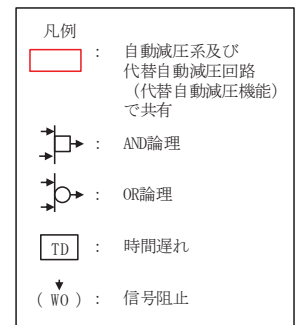 凡例
： 自動減圧系及び
代替自動減圧回路
（代替自動減圧機能）
で共有
： AND論理
： OR論理
TD ： 時間遅れ
( WO ) ： 信号阻止